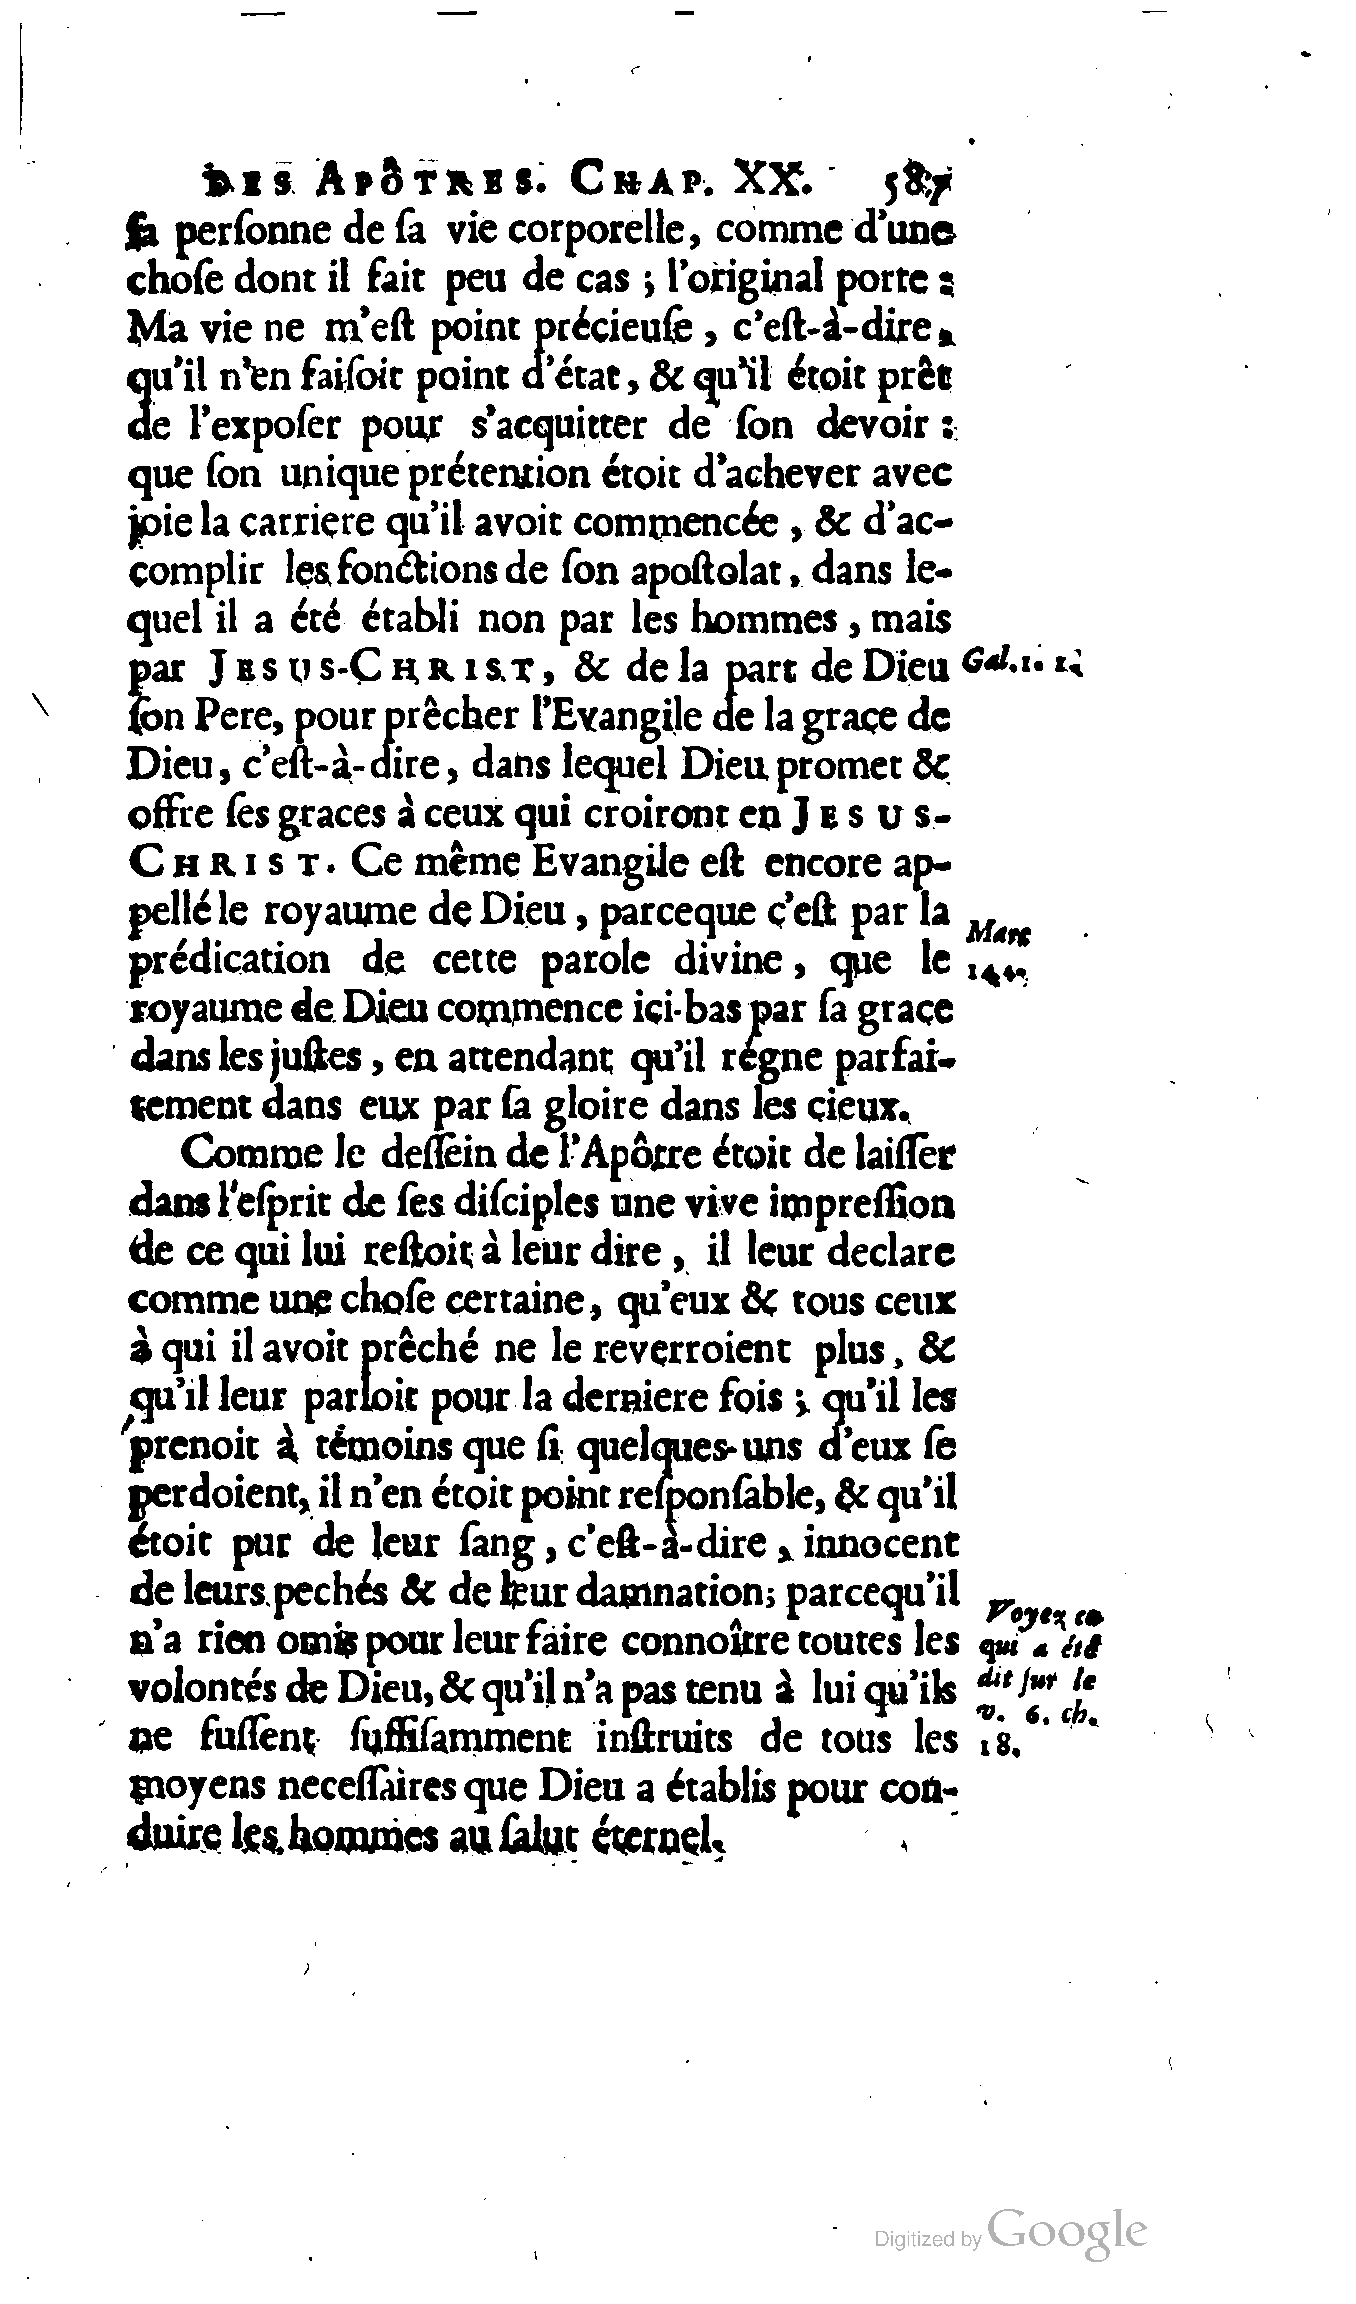 DES APÔTRES. CHAP. XX. 587
ſa perſonne de ſa vie corporelle, comme d'une
choſe dont il fait peu de cas ; l'original porte :
Ma vie ne m'eſt point précieuſe, c'eſt-à-dire,
qu'il n'en faiſoit point d'état, & qu'il étoit prêt
de l'expoſer pour s'acquitter de ſon devoir :
que ſon unique prétention étoit d'achever avec
joie la carriere qu'il avoit commencée, & d'ac-
complir les fonctions de ſon apoſtolat, dans le-
quel il a été établi non par les hommes, mais
par JESUS-CHRIST, & de la part de Dieu
Gal. 1. 1.
ſon Pere, pour prêcher l'Evangile de la grace de
Dieu, c'eſt-à-dire, dans lequel Dieu promet &
offre ſes graces à ceux qui croiront en JESUS-
CHRIST. Ce même Evangile eſt encore ap-
pellé le royaume de Dieu, parceque c'eſt par la
Marc
prédication de cette parole divine, que le
royaume de Dieu commence ici-bas par ſa grace
dans les juſtes, en attendant qu'il régne parfai-
tement dans eux par ſa gloire dans les cieux.
Comme le deſſein de l'Apôtre étoit de laiſſer
dans l'eſprit de ſes diſciples une vive impreſſion
de ce qui lui reſtoit à leur dire, il leur declare
comme une choſe certaine, qu'eux & tous ceux
à qui il avoit prêché ne le reverroient plus, &
qu'il leur parloit pour la derniere fois ; qu'il les
prenoit à témoins que ſi quelques-uns d'eux ſe
perdoient, il n'en étoit point reſponſable, & qu'il
étoit pur de leur ſang, c'eſt-à-dire, innocent
de leurs pechés & de leur damnation ; parcequ'il
n'a rien omis pour leur faire connoître toutes les
volontés de Dieu, & qu'il n'a pas tenu à lui qu'ils
ne fuſſent ſuffiſamment inſtruits de tous les
moyens neceſſaires que Dieu a établis pour con-
duire les hommes au ſalut éternel.
Voyez ce
qui a été
dit ſur le
v. 6. ch.
18.
Digitized by Google